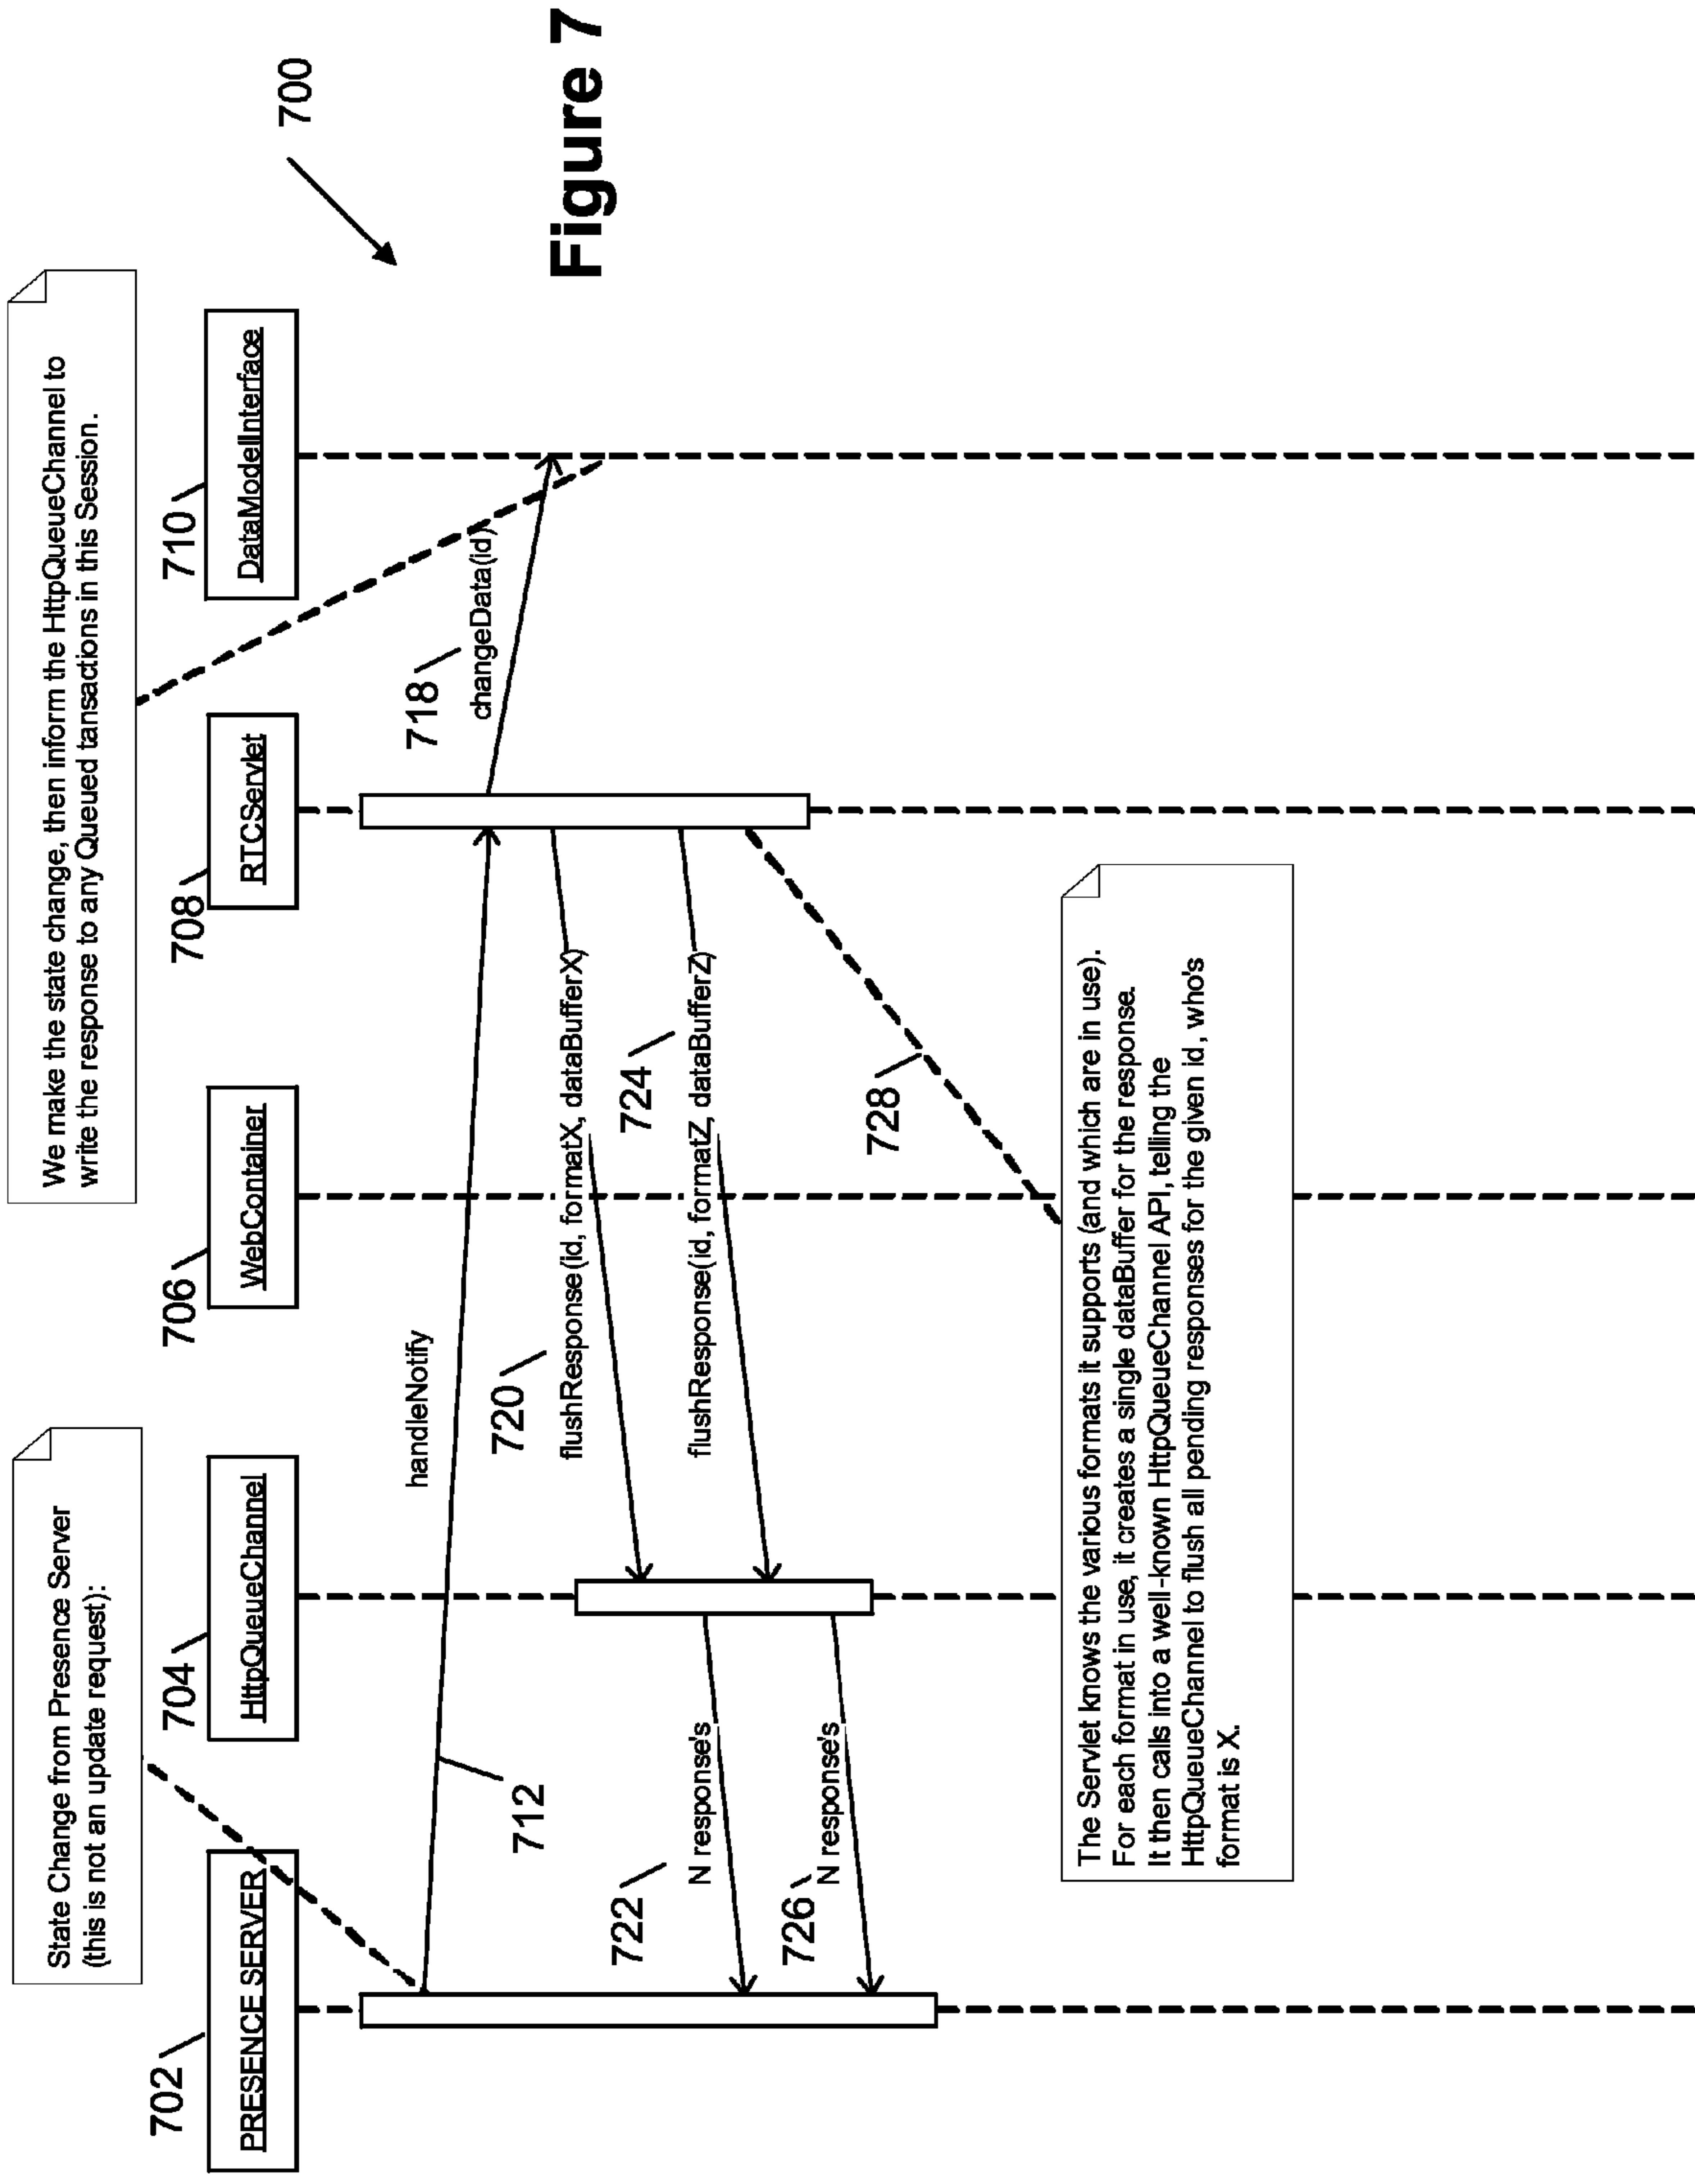 State Change from Presence Server
(this is not an update request):
We make the state change, then inform the HttpQueueChannel to
write the response to any Queued tansactions in this Session.
702
704
706
708
710
PRESENCE SERVER
HttpQueueChannel
WebContainer
RTCServlet
DataModelInterface
700
handleNotify
712
718
changeData(id)
720
flushResponse(id, formatX, dataBufferX)
722
N response's
724
flushResponse(id, formatZ, dataBufferZ)
726
N response's
728
The Servlet knows the various formats it supports (and which are in use).
For each format in use, it creates a single dataBuffer for the response.
It then calls into a well-known HttpQueueChannel API, telling the
HttpQueueChannel to flush all pending responses for the given id, who's
format is X.
Figure 7